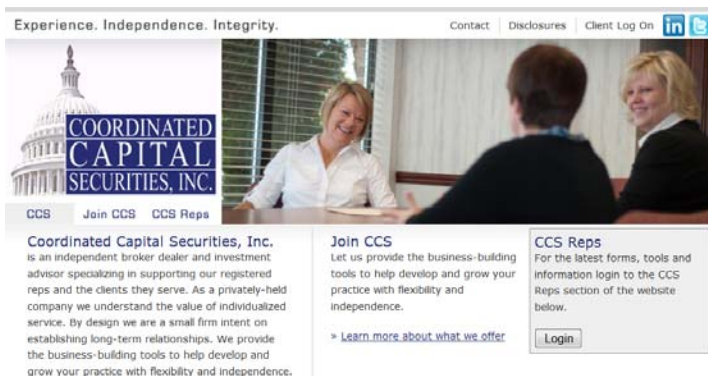 Experience. Independence. Integrity.
Contact Disclosures Client Log On in
COORDINATED
CAPITAL
SECURITIES, INC.
CCS Join CCS CCS Reps
Coordinated Capital Securities, Inc.
is an independent broker dealer and investment
advisor specializing in supporting our registered
reps and the clients they serve. As a privately-held
company we understand the value of individualized
service. By design we are a small firm intent on
establishing long-term relationships. We provide
the business-building tools to help develop and
grow your practice with flexibility and independence.
Join CCS
Let us provide the business-building
tools to help develop and grow your
practice with flexibility and
independence.
» Learn more about what we offer
CCS Reps
For the latest forms, tools and
information login to the CCS
Reps section of the website
below.
Login